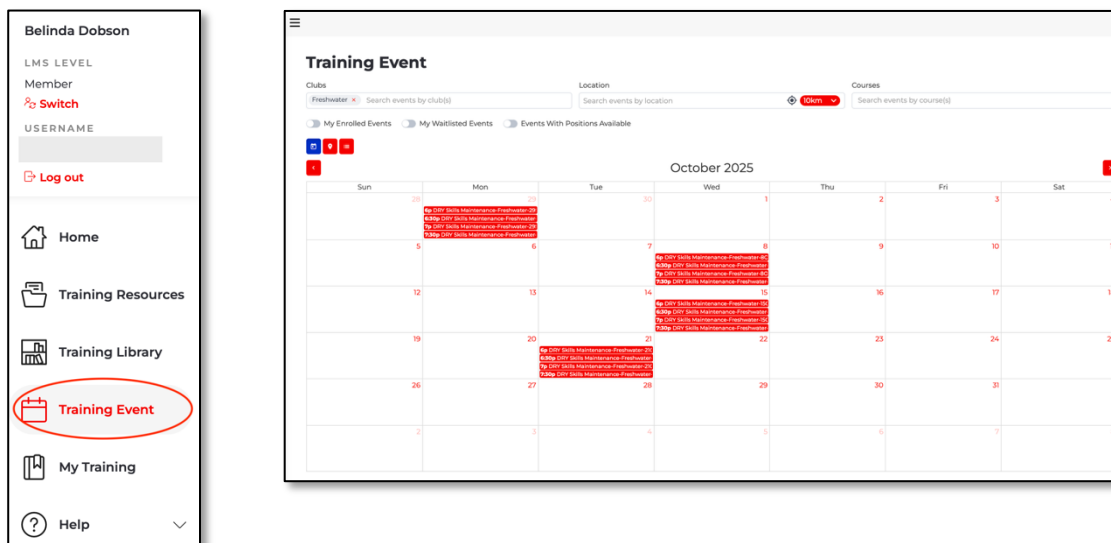 Belinda Dobson
LMS LEVEL
Member
Switch
USERNAME
Log out
Home
Training Resources
Training Library
Training Event
My Training
Help
Training Event
Clubs Location Courses
Freshwater × Search events by club(s) Search events by location 10km Search events by course(s)
My Enrolled Events My Waitlisted Events Events With Positions Available
October 2025
Sun Mon Tue Wed Thu Fri Sat
28 29 30 1 2 3
6p DRY Skills Maintenance-Freshwater-29
6:30p DRY Skills Maintenance-Freshwater-
7p DRY Skills Maintenance-Freshwater-29
7:30p DRY Skills Maintenance-Freshwater-
5 6 7 8 9 10
6p DRY Skills Maintenance-Freshwater-8O
6:30p DRY Skills Maintenance-Freshwater
7p DRY Skills Maintenance-Freshwater-8O
7:30p DRY Skills Maintenance-Freshwater-
12 13 14 15 16 17
6p DRY Skills Maintenance-Freshwater-15O
6:30p DRY Skills Maintenance-Freshwater-
7p DRY Skills Maintenance-Freshwater-15O
7:30p DRY Skills Maintenance-Freshwater-
19 20 21 22 23 24
6p DRY Skills Maintenance-Freshwater-21O
6:30p DRY Skills Maintenance-Freshwater
7p DRY Skills Maintenance-Freshwater-21O
7:30p DRY Skills Maintenance-Freshwater-
26 27 28 29 30 31
2 3 4 5 6 7